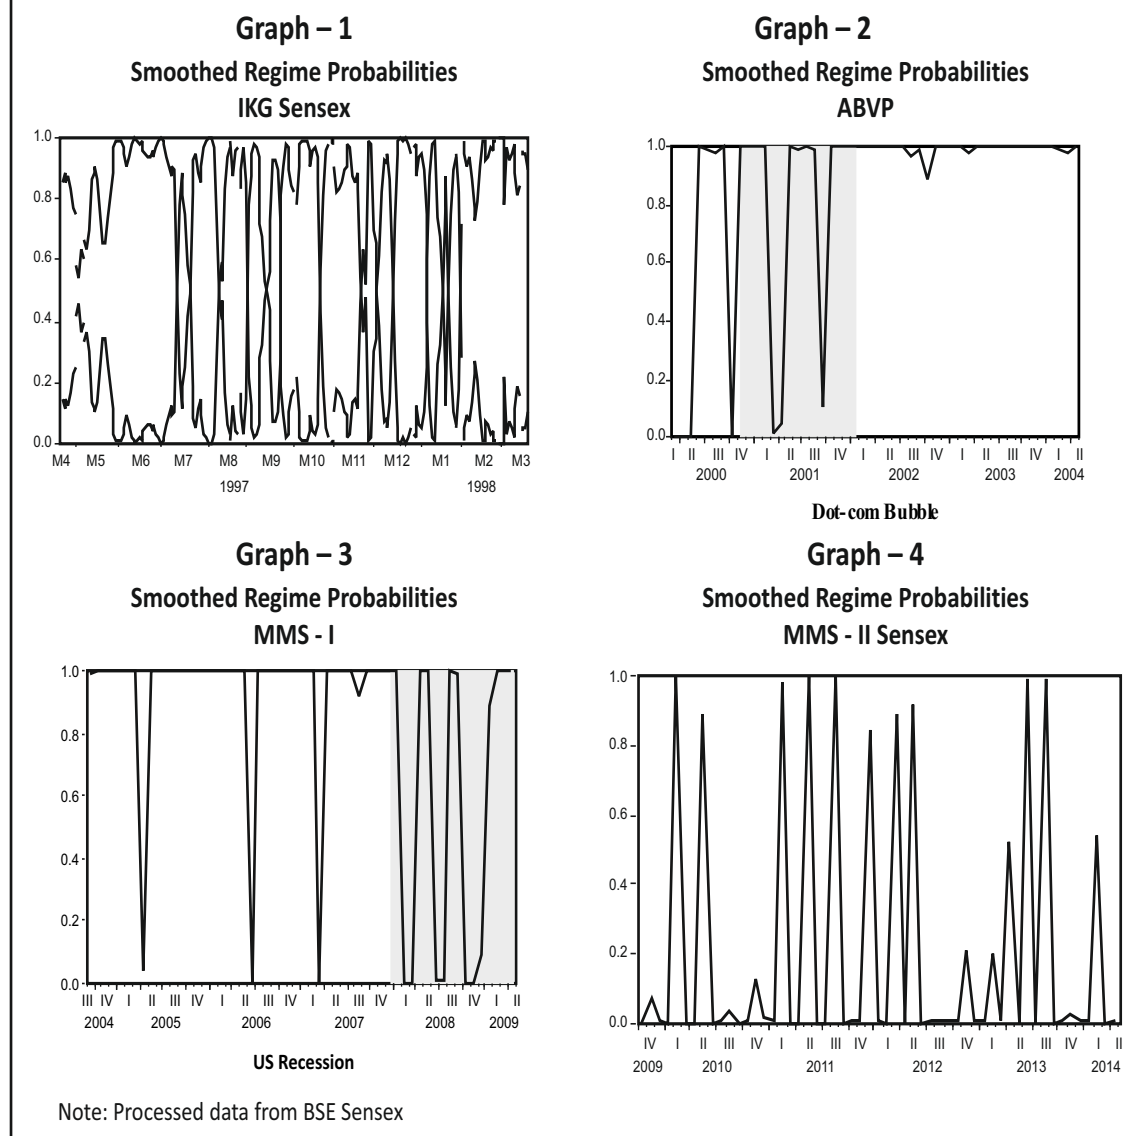 Graph – 1
Smoothed Regime Probabilities
IKG Sensex
1.0
0.8
0.6
0.4
0.2
0.0
M4 M5 M6 M7 M8 M9 M10 M11 M12 M1 M2 M3
1997 1998
Graph – 2
Smoothed Regime Probabilities
ABVP
1.0
0.8
0.6
0.4
0.2
0.0
I II III IV I II III IV I II III IV I II III IV I II
2000 2001 2002 2003 2004
Dot-com Bubble
Graph – 3
Smoothed Regime Probabilities
MMS - I
1.0
0.8
0.6
0.4
0.2
0.0
III IV I II III IV I II III IV I II III IV I II III IV I II
2004 2005 2006 2007 2008 2009
US Recession
Graph – 4
Smoothed Regime Probabilities
MMS - II Sensex
1.0
0.8
0.6
0.4
0.2
0.0
IV I II III IV I II III IV I II III IV I II III IV I II
2009 2010 2011 2012 2013 2014
Note: Processed data from BSE Sensex